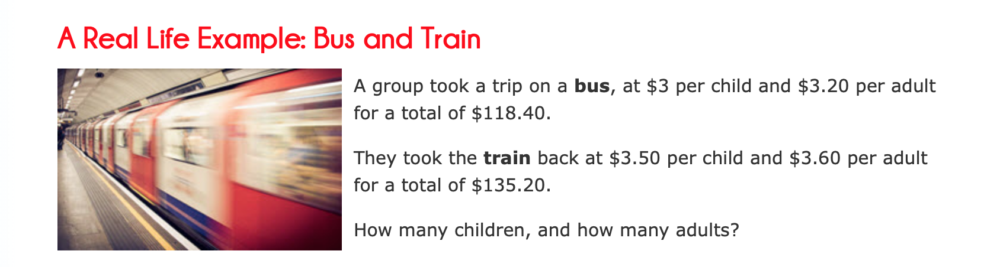 A Real Life Example: Bus and Train
A group took a trip on a bus, at $3 per child and $3.20 per adult
for a total of $118.40.
They took the train back at $3.50 per child and $3.60 per adult
for a total of $135.20.
How many children, and how many adults?